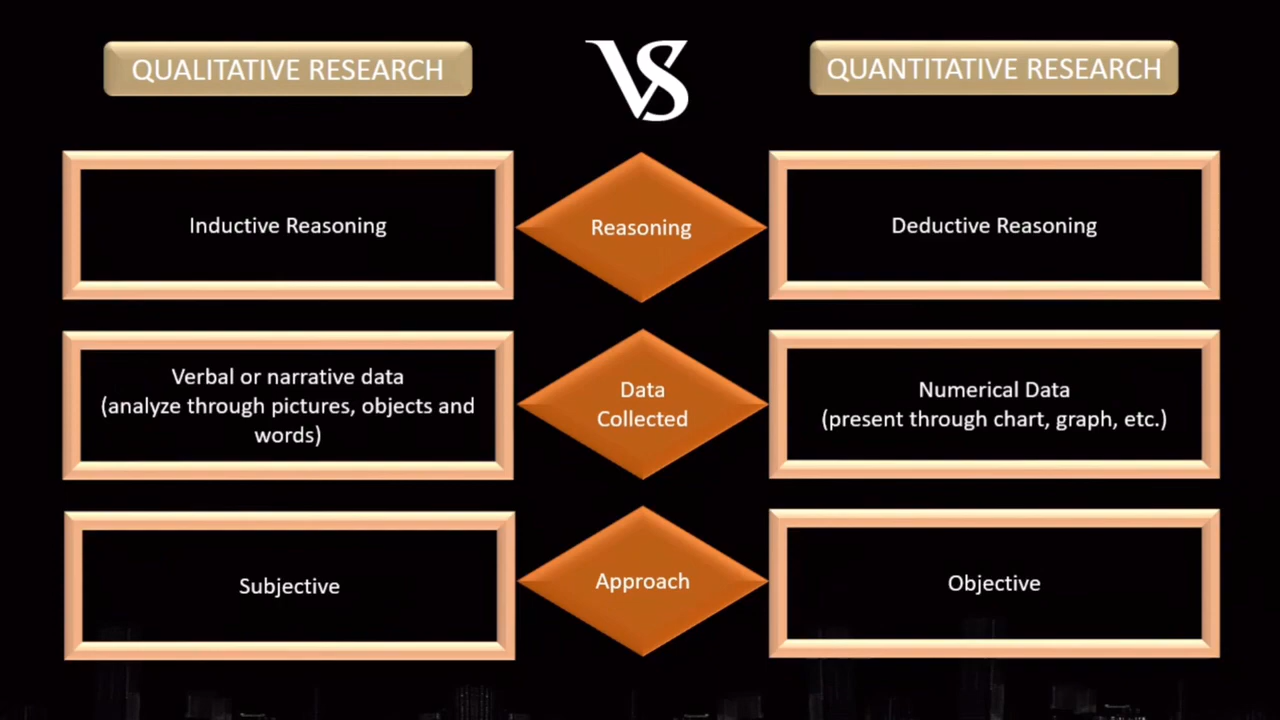 QUALITATIVE RESEARCH
VS
QUANTITATIVE RESEARCH
Inductive Reasoning
Reasoning
Deductive Reasoning
Verbal or narrative data
(analyze through pictures, objects and
words)
Data
Collected
Numerical Data
(present through chart, graph, etc.)
Subjective
Approach
Objective